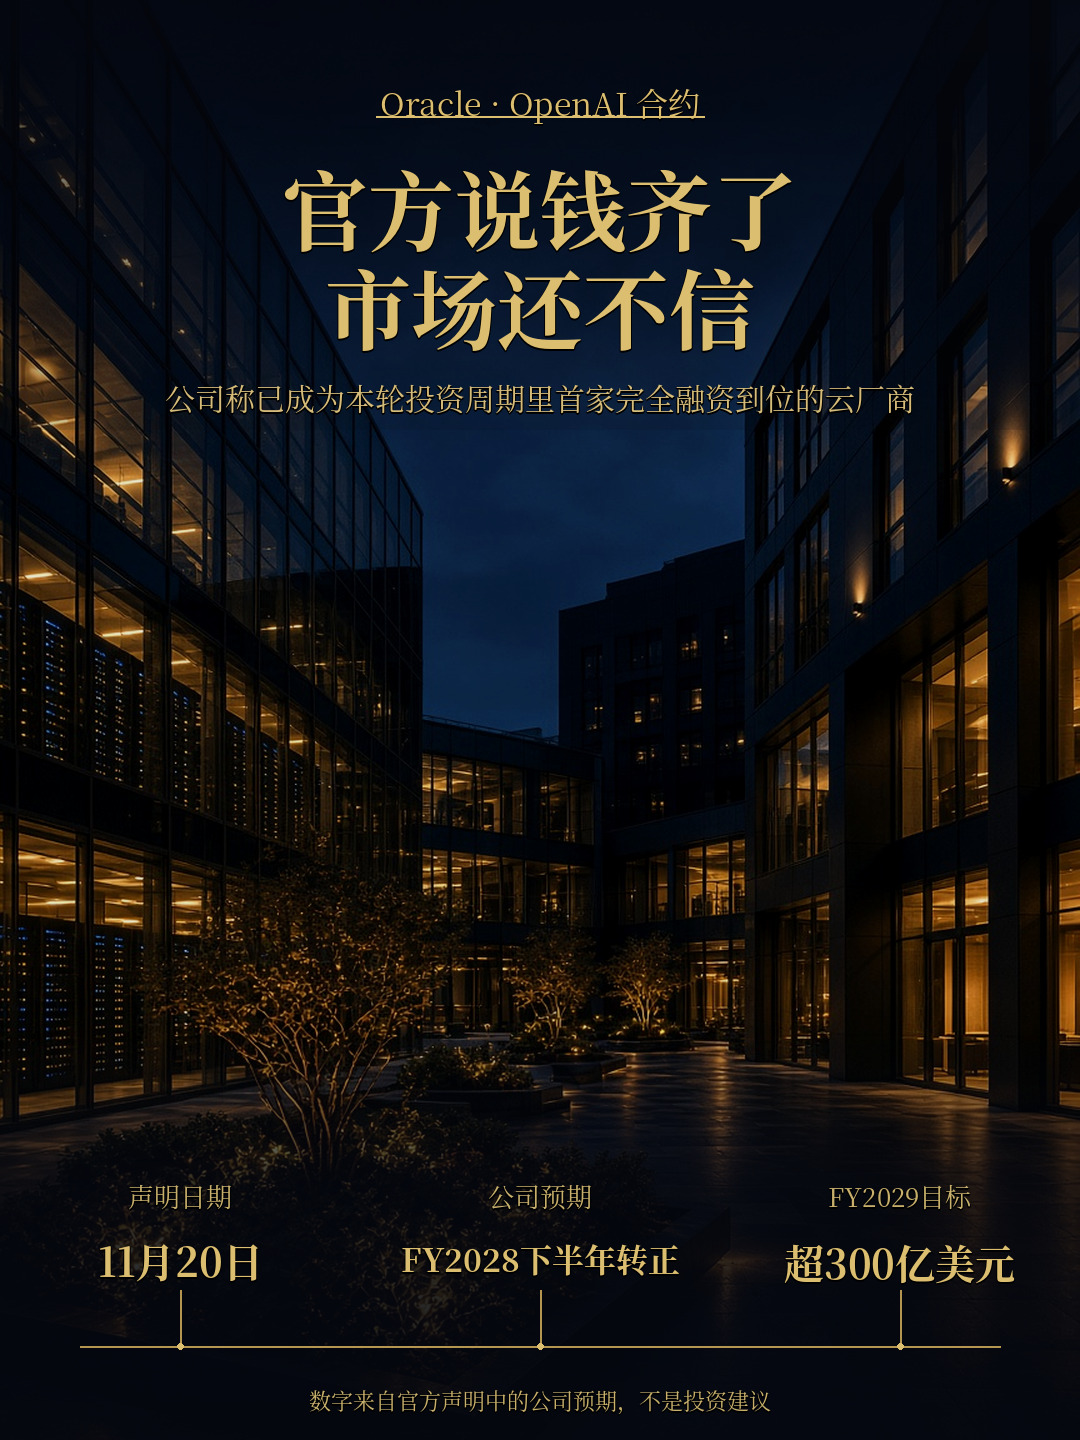 Oracle · OpenAI 合约
官方说钱齐了
市场还不信
公司称已成为本轮投资周期里首家完全融资到位的云厂商
声明日期
11月20日
公司预期
FY2028下半年转正
FY2029目标
超300亿美元
数字来自官方声明中的公司预期，不是投资建议